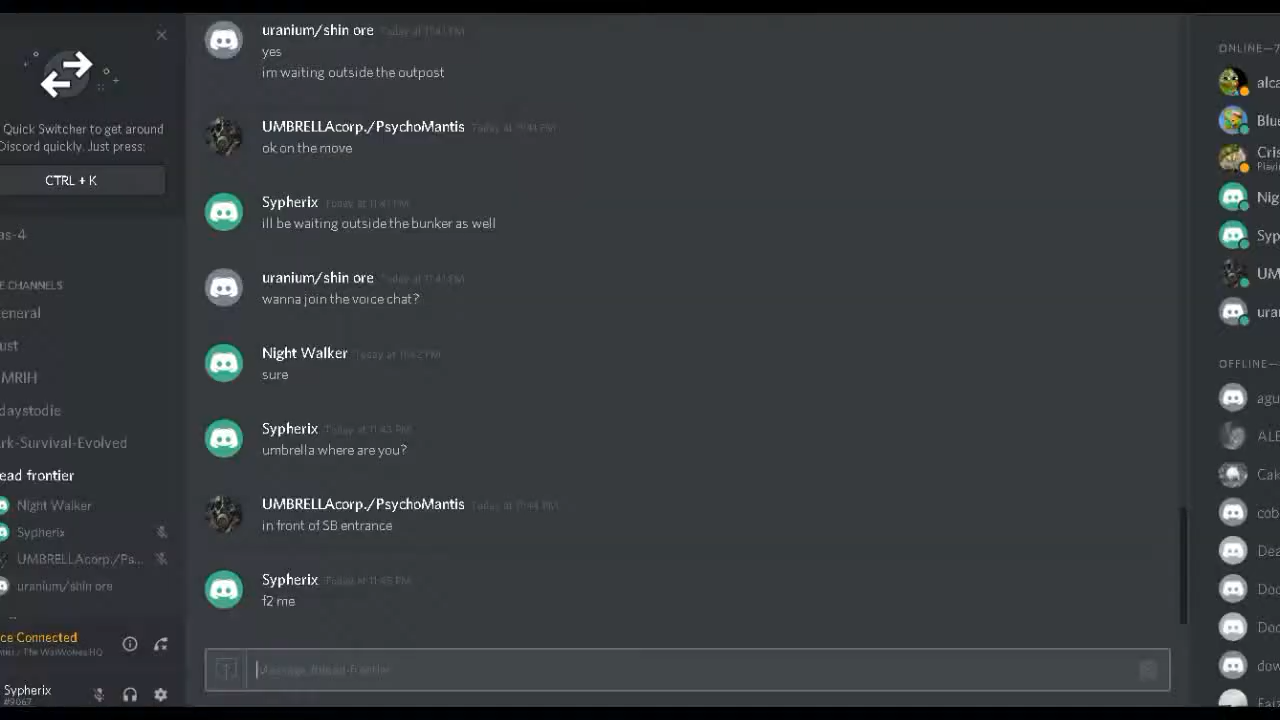 Quick Switcher to get around
Discord quickly. Just press:
CTRL + K
as-4
CHANNELS
eneral
ust
MRIH
daystodie
rk-Survival-Evolved
ead frontier
Night Walker
Sypherix
UMBRELLAcorp./Ps...
uranium/shin ore
ce Connected
Sypherix
#9067
uranium/shin ore Today at 11:41 PM
yes
im waiting outside the outpost
UMBRELLAcorp./PsychoMantis Today at 11:41 PM
ok on the move
Sypherix Today at 11:41 PM
ill be waiting outside the bunker as well
uranium/shin ore Today at 11:41 PM
wanna join the voice chat?
Night Walker Today at 11:42 PM
sure
Sypherix Today at 11:43 PM
umbrella where are you?
UMBRELLAcorp./PsychoMantis Today at 11:44 PM
in front of SB entrance
Sypherix Today at 11:45 PM
f2 me
ONLINE—7
alca
Blue
Cris
Playin
Nig
Syp
UM
ura
OFFLINE—
agu
ALE
Cak
cob
Dea
Doc
Doc
dow
Faiz